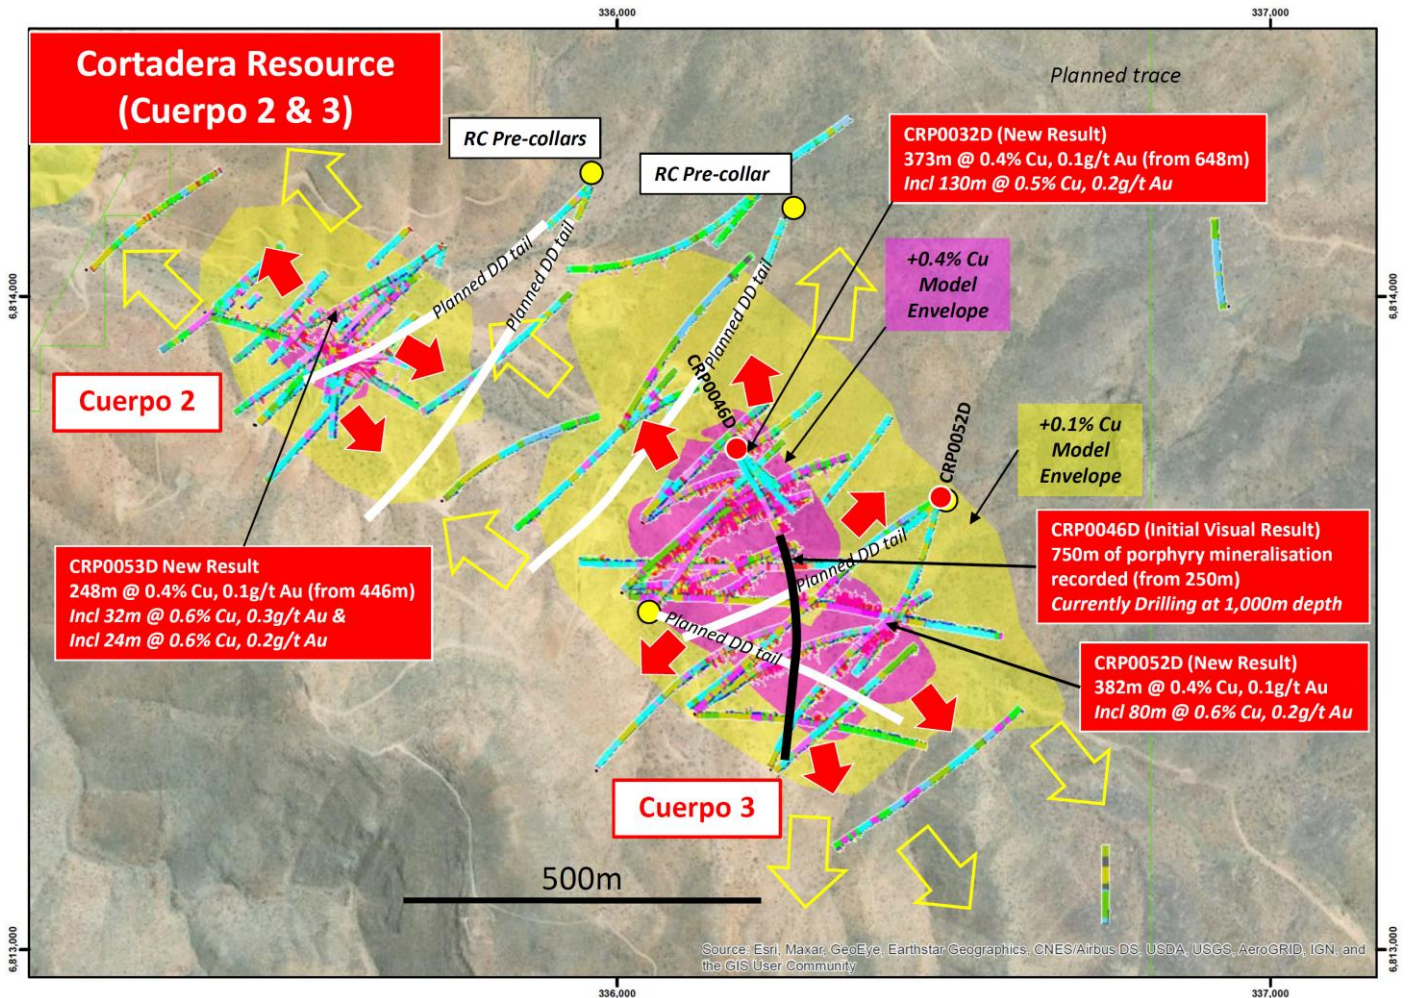 336,000
337,000
Cortadera Resource
(Cuerpo 2 & 3)
Planned trace
RC Pre-collars
RC Pre-collar
CRP0032D (New Result)
373m @ 0.4% Cu, 0.1g/t Au (from 648m)
Incl 130m @ 0.5% Cu, 0.2g/t Au
+0.4% Cu
Model
Envelope
6,814,000
6,814,000
Planned DD tail
Planned DD tail
Planned DD tail
CRP0046D
CRP0052D
Cuerpo 2
+0.1% Cu
Model
Envelope
CRP0053D New Result
248m @ 0.4% Cu, 0.1g/t Au (from 446m)
Incl 32m @ 0.6% Cu, 0.3g/t Au &
Incl 24m @ 0.6% Cu, 0.2g/t Au
CRP0046D (Initial Visual Result)
750m of porphyry mineralisation
recorded (from 250m)
Currently Drilling at 1,000m depth
Planned DD tail
Planned DD tail
CRP0052D (New Result)
382m @ 0.4% Cu, 0.1g/t Au
Incl 80m @ 0.6% Cu, 0.2g/t Au
Cuerpo 3
500m
6,813,000
6,813,000
Source: Esri, Maxar, GeoEye, Earthstar Geographics, CNES/Airbus DS, USDA, USGS, AeroGRID, IGN, and
the GIS User Community
336,000
337,000